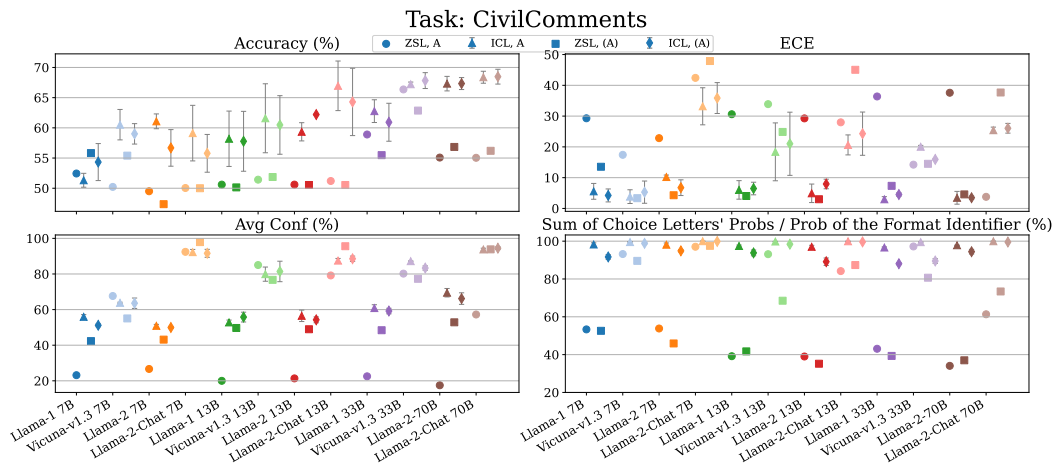 Task: CivilComments
ZSL, A
ICL, A
ZSL, (A)
ICL, (A)
Accuracy (%)
70
65
60
55
50
ECE
50
40
30
20
10
0
Avg Conf (%)
100
80
60
40
20
Llama-1 7B
Vicuna-v1.3 7B
Llama-2 7B
Llama-2-Chat 7B
Llama-1 13B
Vicuna-v1.3 13B
Llama-2 13B
Llama-2-Chat 13B
Llama-1 33B
Vicuna-v1.3 33B
Llama-2-70B
Llama-2-Chat 70B
Sum of Choice Letters' Probs / Prob of the Format Identifier (%)
100
80
60
40
20
Llama-1 7B
Vicuna-v1.3 7B
Llama-2 7B
Llama-2-Chat 7B
Llama-1 13B
Vicuna-v1.3 13B
Llama-2 13B
Llama-2-Chat 13B
Llama-1 33B
Vicuna-v1.3 33B
Llama-2-70B
Llama-2-Chat 70B